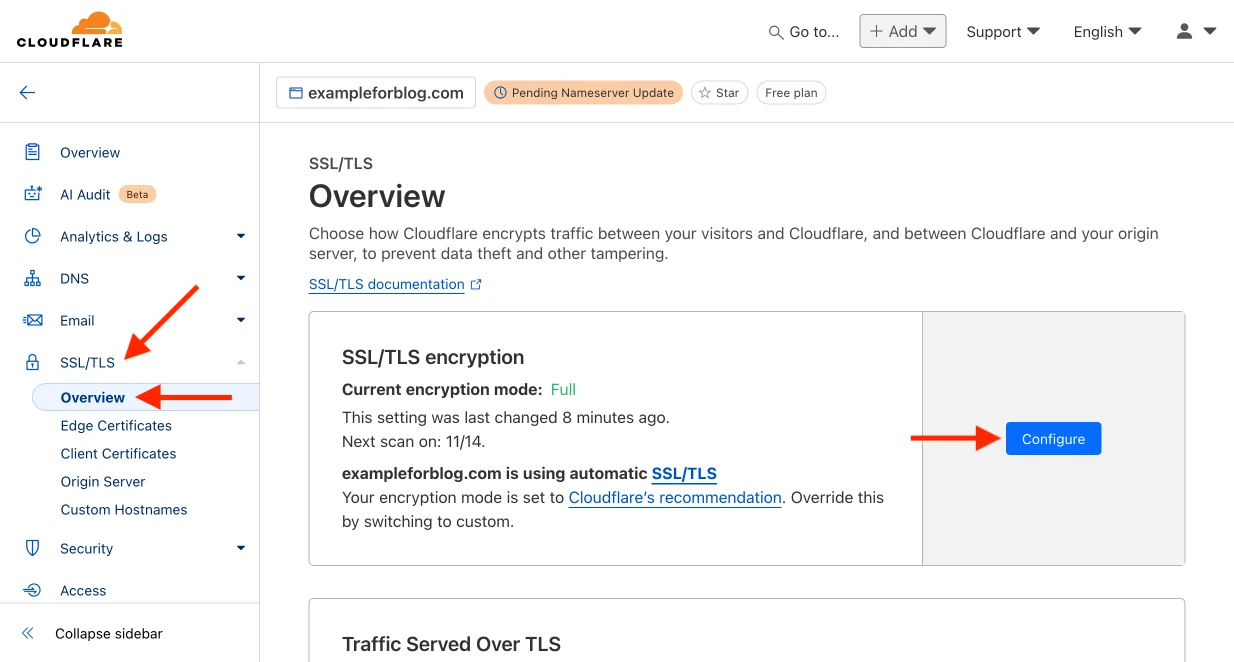 CLOUDFLARE
Go to...
Add
Support
English
exampleforblog.com
Pending Nameserver Update
Star
Free plan
Overview
AI Audit Beta
Analytics & Logs
DNS
Email
SSL/TLS
Overview
Edge Certificates
Client Certificates
Origin Server
Custom Hostnames
Security
Access
Collapse sidebar
SSL/TLS
Overview
Choose how Cloudflare encrypts traffic between your visitors and Cloudflare, and between Cloudflare and your origin
server, to prevent data theft and other tampering.
SSL/TLS documentation
SSL/TLS encryption
Current encryption mode: Full
This setting was last changed 8 minutes ago.
Next scan on: 11/14.
exampleforblog.com is using automatic SSL/TLS
Your encryption mode is set to Cloudflare’s recommendation. Override this
by switching to custom.
Configure
Traffic Served Over TLS